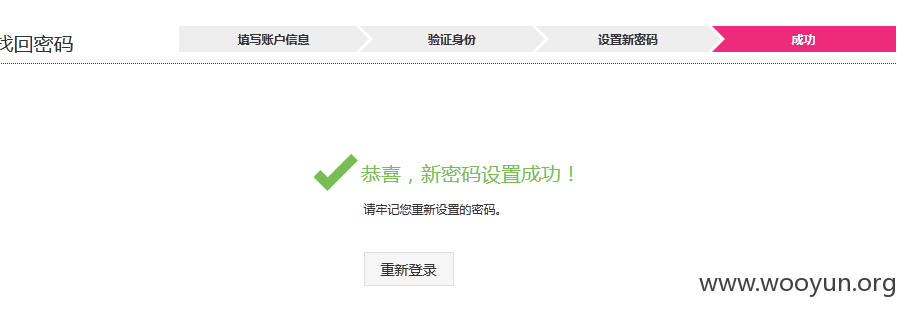 找回密码
填写账户信息
验证身份
设置新密码
成功
恭喜，新密码设置成功！
请牢记您重新设置的密码。
重新登录
www.wooyun.org